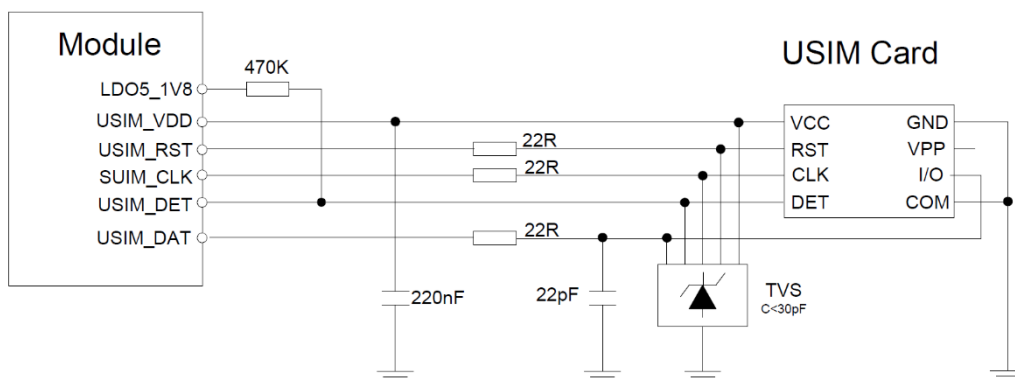 Module
USIM Card
470K
LDO5_1V8
USIM_VDD
USIM_RST
SUIM_CLK
USIM_DET
USIM_DAT
22R
22R
22R
VCC
RST
CLK
DET
GND
VPP
I/O
COM
220nF
22pF
TVS
C<30pF